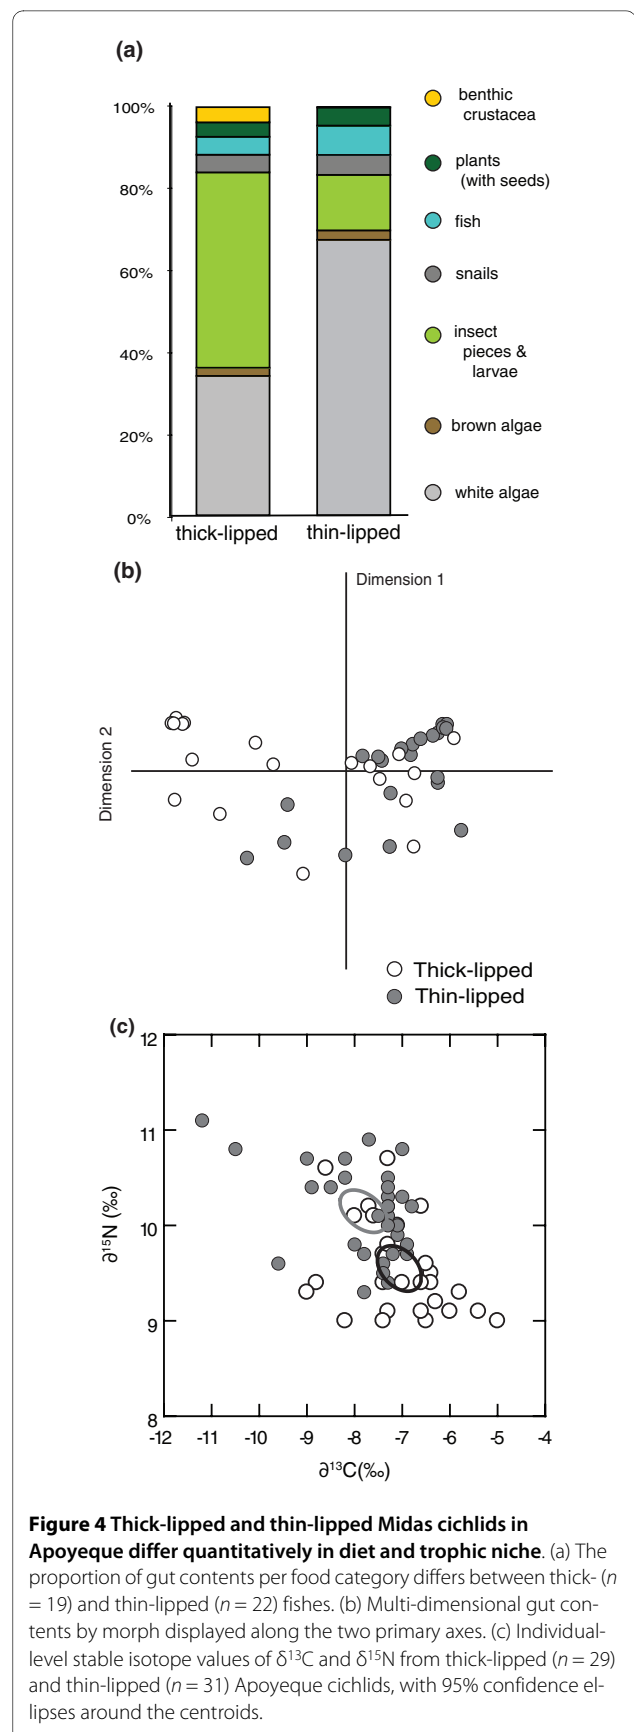 (a)
100%
80%
60%
40%
20%
0%
thick-lipped
thin-lipped
benthic
crustacea
plants
(with seeds)
fish
snails
insect
pieces &
larvae
brown algae
white algae
(b)
Dimension 1
Dimension 2
Thick-lipped
Thin-lipped
(c)
12
11
10
9
8
∂15N (‰)
-12 -11 -10 -9 -8 -7 -6 -5 -4
∂13C(‰)
Figure 4 Thick-lipped and thin-lipped Midas cichlids in
Apoyeque differ quantitatively in diet and trophic niche. (a) The
proportion of gut contents per food category differs between thick- (n
= 19) and thin-lipped (n = 22) fishes. (b) Multi-dimensional gut con-
tents by morph displayed along the two primary axes. (c) Individual-
level stable isotope values of δ13C and δ15N from thick-lipped (n = 29)
and thin-lipped (n = 31) Apoyeque cichlids, with 95% confidence el-
lipses around the centroids.